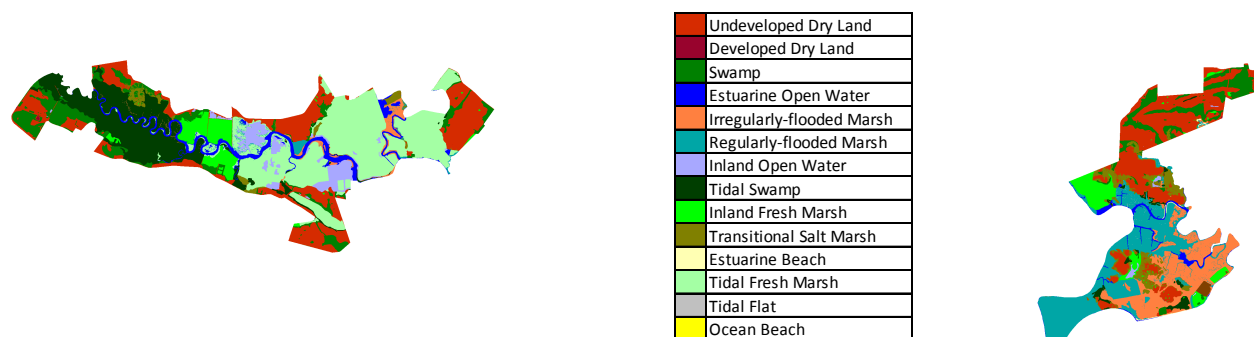 Undeveloped Dry Land
Developed Dry Land
Swamp
Estuarine Open Water
Irregularly-flooded Marsh
Regularly-flooded Marsh
Inland Open Water
Tidal Swamp
Inland Fresh Marsh
Transitional Salt Marsh
Estuarine Beach
Tidal Fresh Marsh
Tidal Flat
Ocean Beach